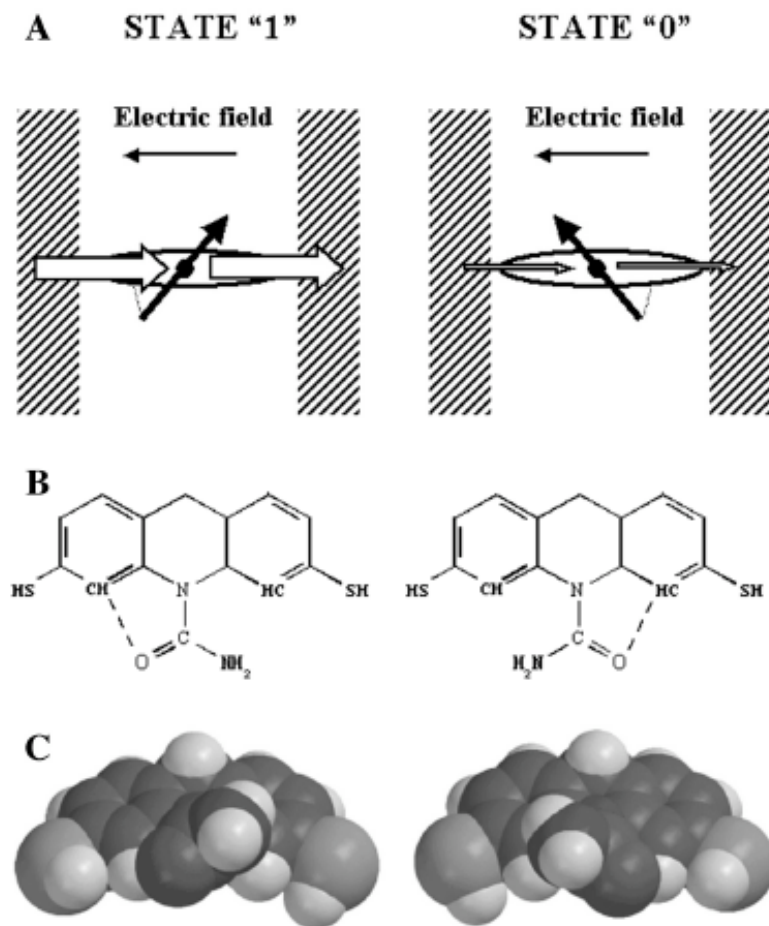 A STATE “1” STATE “0”
Electric field Electric field
B
HS CH N HC SH HS CH N HC SH
C C
O NH₂ H₂N O
C